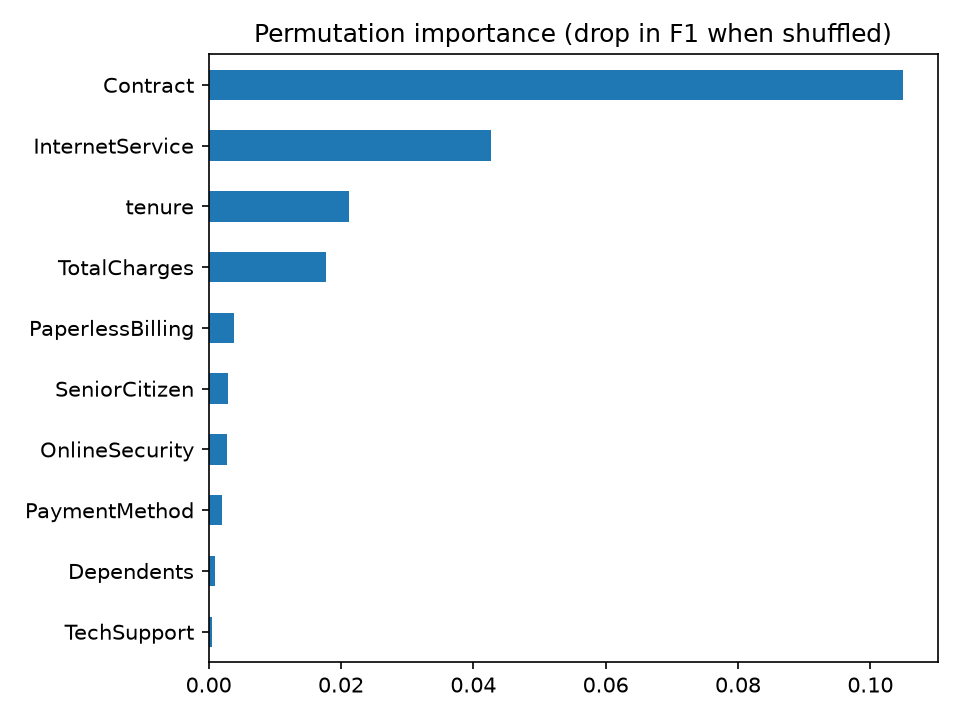 Permutation importance (drop in F1 when shuffled)
Contract
InternetService
tenure
TotalCharges
PaperlessBilling
SeniorCitizen
OnlineSecurity
PaymentMethod
Dependents
TechSupport
0.00 0.02 0.04 0.06 0.08 0.10